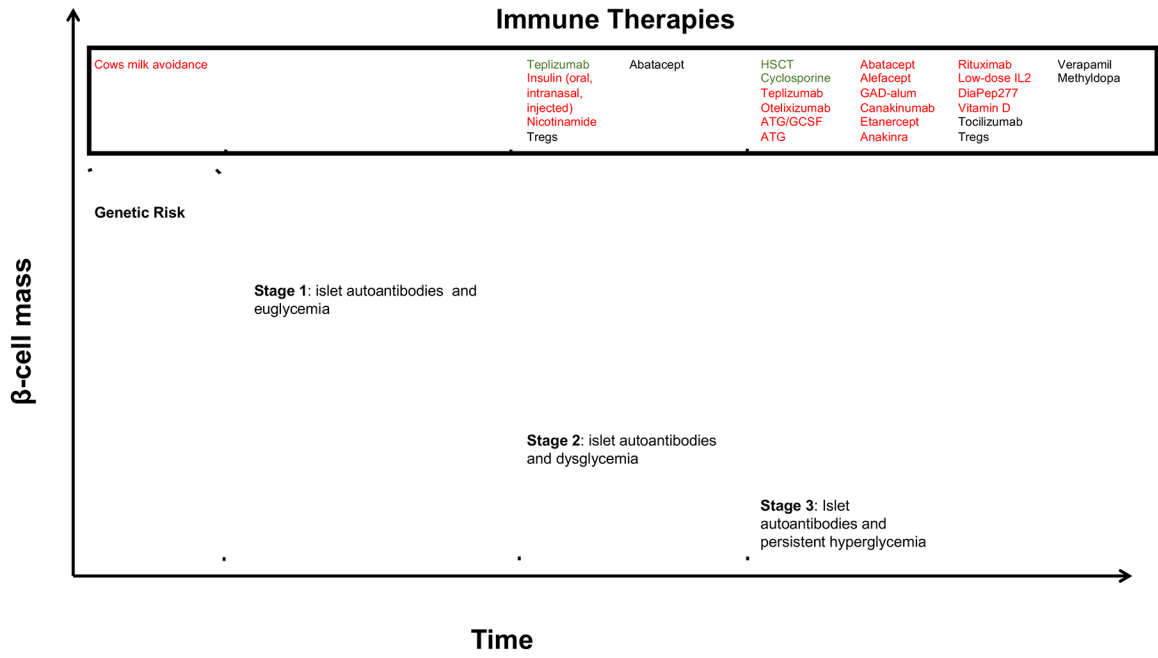 Immune Therapies
Cows milk avoidance
Teplizumab
Insulin (oral,
intranasal,
injected)
Nicotinamide
Tregs
Abatacept
HSCT
Cyclosporine
Teplizumab
Otelixizumab
ATG/GCSF
ATG
Abatacept
Alefacept
GAD-alum
Canakinumab
Etanercept
Anakinra
Rituximab
Low-dose IL2
DiaPep277
Vitamin D
Tocilizumab
Tregs
Verapamil
Methyldopa
Genetic Risk
Stage 1: islet autoantibodies and
euglycemia
Stage 2: islet autoantibodies
and dysglycemia
Stage 3: Islet
autoantibodies and
persistent hyperglycemia
β-cell mass
Time